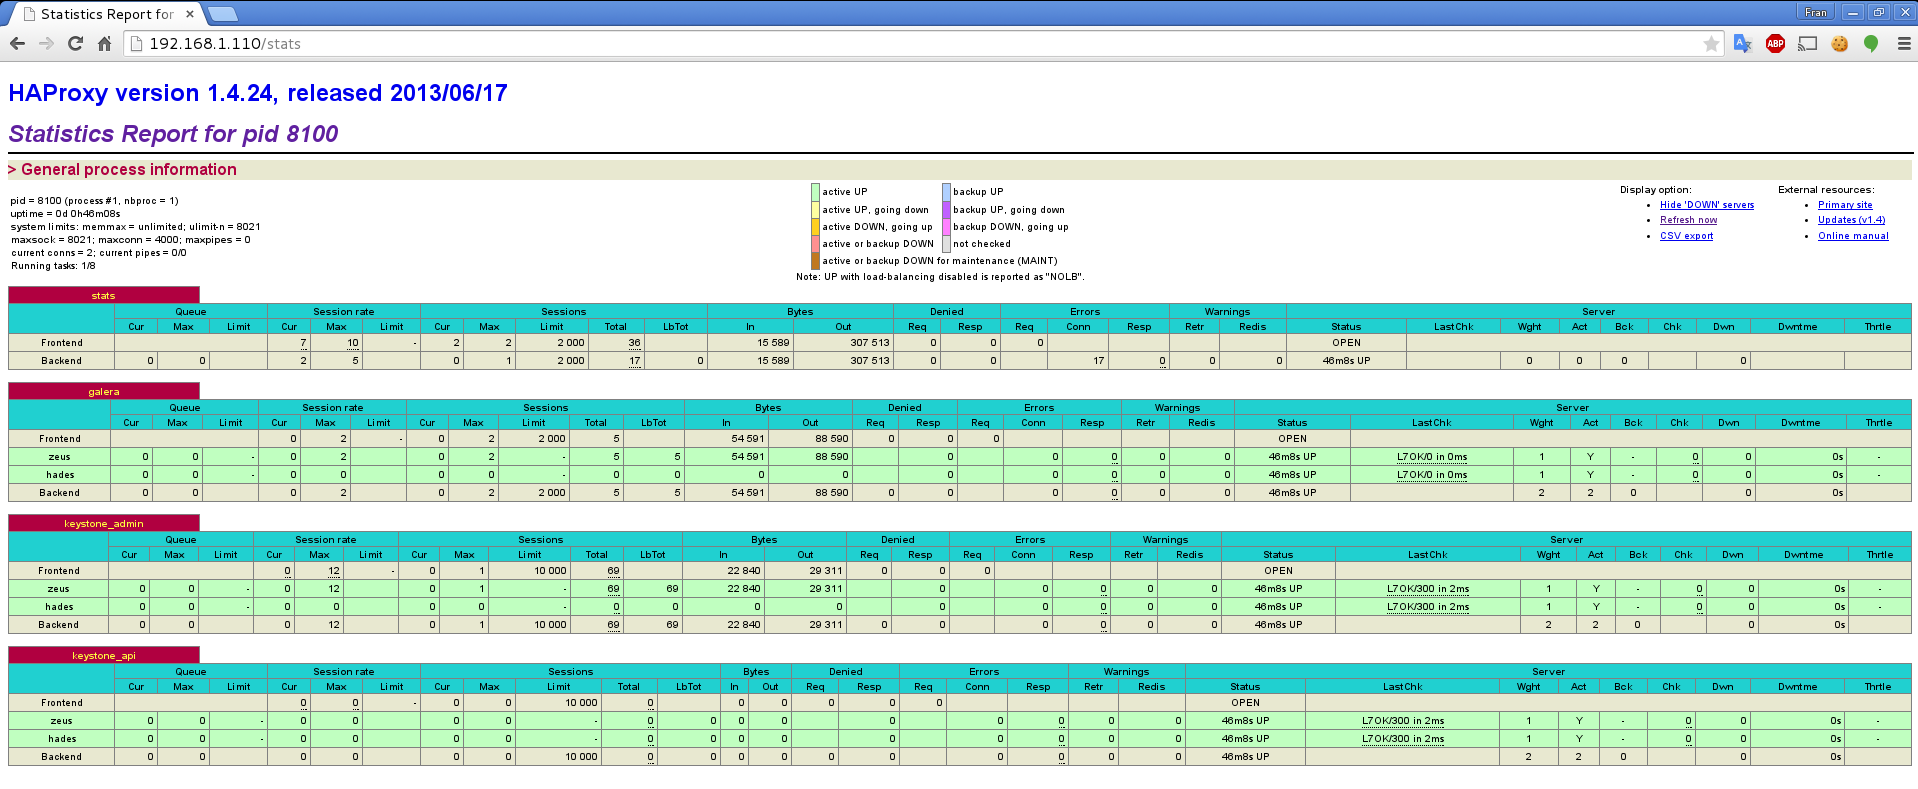 Statistics Report for
Fran
192.168.1.110/stats
HAProxy version 1.4.24, released 2013/06/17
Statistics Report for pid 8100
> General process information
pid = 8100 (process #1, nbproc = 1)
uptime = 0d 0h46m08s
system limits: memmax = unlimited; ulimit-n = 8021
maxsock = 8021; maxconn = 4000; maxpipes = 0
current conns = 2; current pipes = 0/0
Running tasks: 1/8
active UP backup UP
active UP, going down backup UP, going down
active DOWN, going up backup DOWN, going up
active or backup DOWN not checked
active or backup DOWN for maintenance (MAINT)
Note: UP with load-balancing disabled is reported as "NOLB".
Display option:
Hide 'DOWN' servers
Refresh now
CSV export
External resources:
Primary site
Updates (v1.4)
Online manual
stats
Queue Session rate Sessions Bytes Denied Errors Warnings Server
Cur Max Limit Cur Max Limit Cur Max Limit Total LbTot In Out Req Resp Req Conn Resp Retr Redis Status LastChk Wght Act Bck Chk Dwn Dwntme Thrtle
Frontend 7 10 - 2 2 2 000 36 15 589 307 513 0 0 0 OPEN
Backend 0 0 2 5 0 1 2 000 17 0 15 589 307 513 0 0 17 0 0 0 46m8s UP 0 0 0 0
galera
Queue Session rate Sessions Bytes Denied Errors Warnings Server
Cur Max Limit Cur Max Limit Cur Max Limit Total LbTot In Out Req Resp Req Conn Resp Retr Redis Status LastChk Wght Act Bck Chk Dwn Dwntme Thrtle
Frontend 0 2 - 0 2 2 000 5 54 591 88 590 0 0 0 OPEN
zeus 0 0 - 0 2 0 2 - 5 5 54 591 88 590 0 0 0 0 0 46m8s UP L7OK/0 in 0ms 1 Y - 0 0 0s -
hades 0 0 - 0 0 0 0 - 0 0 0 0 0 0 0 0 0 46m8s UP L7OK/0 in 0ms 1 Y - 0 0 0s -
Backend 0 0 0 2 0 2 2 000 5 5 54 591 88 590 0 0 0 0 0 0 46m8s UP 2 2 0 0 0s
keystone_admin
Queue Session rate Sessions Bytes Denied Errors Warnings Server
Cur Max Limit Cur Max Limit Cur Max Limit Total LbTot In Out Req Resp Req Conn Resp Retr Redis Status LastChk Wght Act Bck Chk Dwn Dwntme Thrtle
Frontend 0 12 - 0 1 10 000 69 22 840 29 311 0 0 0 OPEN
zeus 0 0 - 0 12 0 1 - 69 69 22 840 29 311 0 0 0 0 0 46m8s UP L7OK/300 in 2ms 1 Y - 0 0 0s -
hades 0 0 - 0 0 0 0 - 0 0 0 0 0 0 0 0 0 46m8s UP L7OK/300 in 2ms 1 Y - 0 0 0s -
Backend 0 0 0 12 0 1 10 000 69 69 22 840 29 311 0 0 0 0 0 0 46m8s UP 2 2 0 0 0s
keystone_api
Queue Session rate Sessions Bytes Denied Errors Warnings Server
Cur Max Limit Cur Max Limit Cur Max Limit Total LbTot In Out Req Resp Req Conn Resp Retr Redis Status LastChk Wght Act Bck Chk Dwn Dwntme Thrtle
Frontend 0 0 - 0 0 10 000 0 0 0 0 0 0 OPEN
zeus 0 0 - 0 0 0 0 - 0 0 0 0 0 0 0 0 0 46m8s UP L7OK/300 in 2ms 1 Y - 0 0 0s -
hades 0 0 - 0 0 0 0 - 0 0 0 0 0 0 0 0 0 46m8s UP L7OK/300 in 2ms 1 Y - 0 0 0s -
Backend 0 0 0 0 0 0 10 000 0 0 0 0 0 0 0 0 0 0 46m8s UP 2 2 0 0 0s